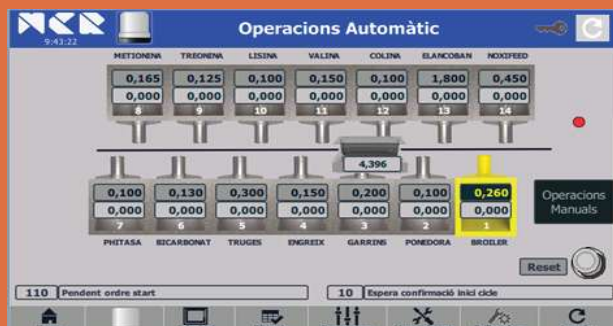 MCR
Operacions Automàtic
9:43:22
METIONINA TREONINA LISINA VALINA COLINA ELANCOBAN NOXIFEED
0,165 0,125 0,100 0,150 0,100 1,800 0,450
0,000 0,000 0,000 0,000 0,000 0,000 0,000
8 9 10 11 12 13 14
4,396
0,100 0,130 0,300 0,150 0,200 0,100 0,260
0,000 0,000 0,000 0,000 0,000 0,000 0,000
7 6 5 4 3 2 1
PHITASA BICARBONAT TRUGES ENGREIX GARRINS PONEDORA BROILER
Operacions
Manuals
Reset
110 Pendent ordre start 10 Espera confirmació inici cicle